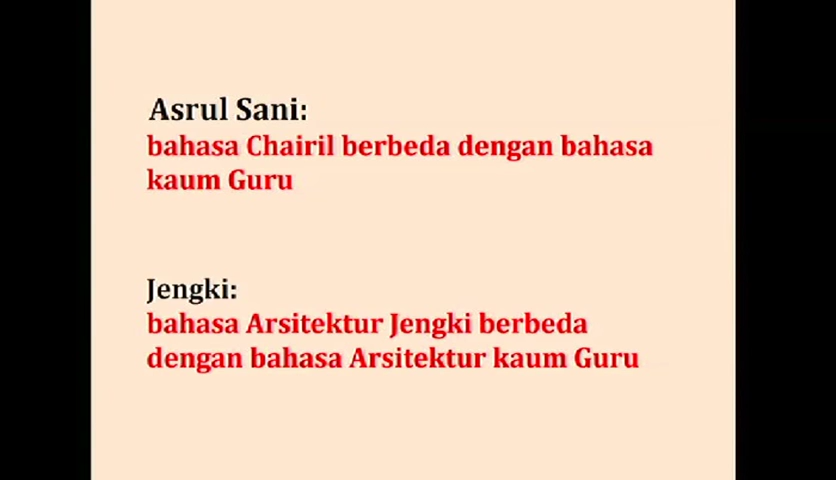 Asrul Sani:
bahasa Chairil berbeda dengan bahasa
kaum Guru
Jengki:
bahasa Arsitektur Jengki berbeda
dengan bahasa Arsitektur kaum Guru